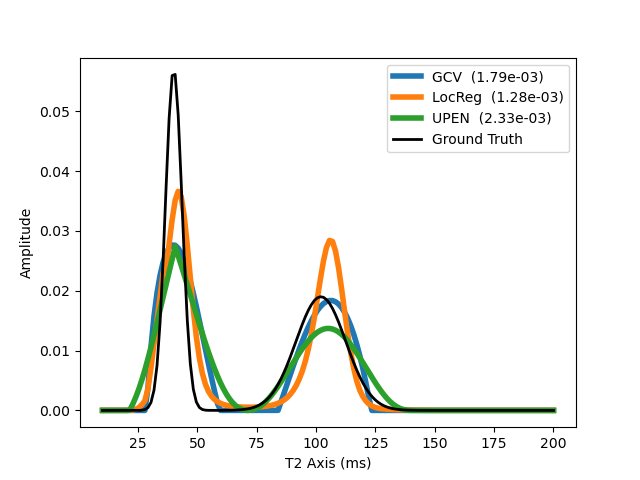 GCV (1.79e-03)
LocReg (1.28e-03)
UPEN (2.33e-03)
Ground Truth
0.05
0.04
0.03
0.02
0.01
0.00
Amplitude
25 50 75 100 125 150 175 200
T2 Axis (ms)